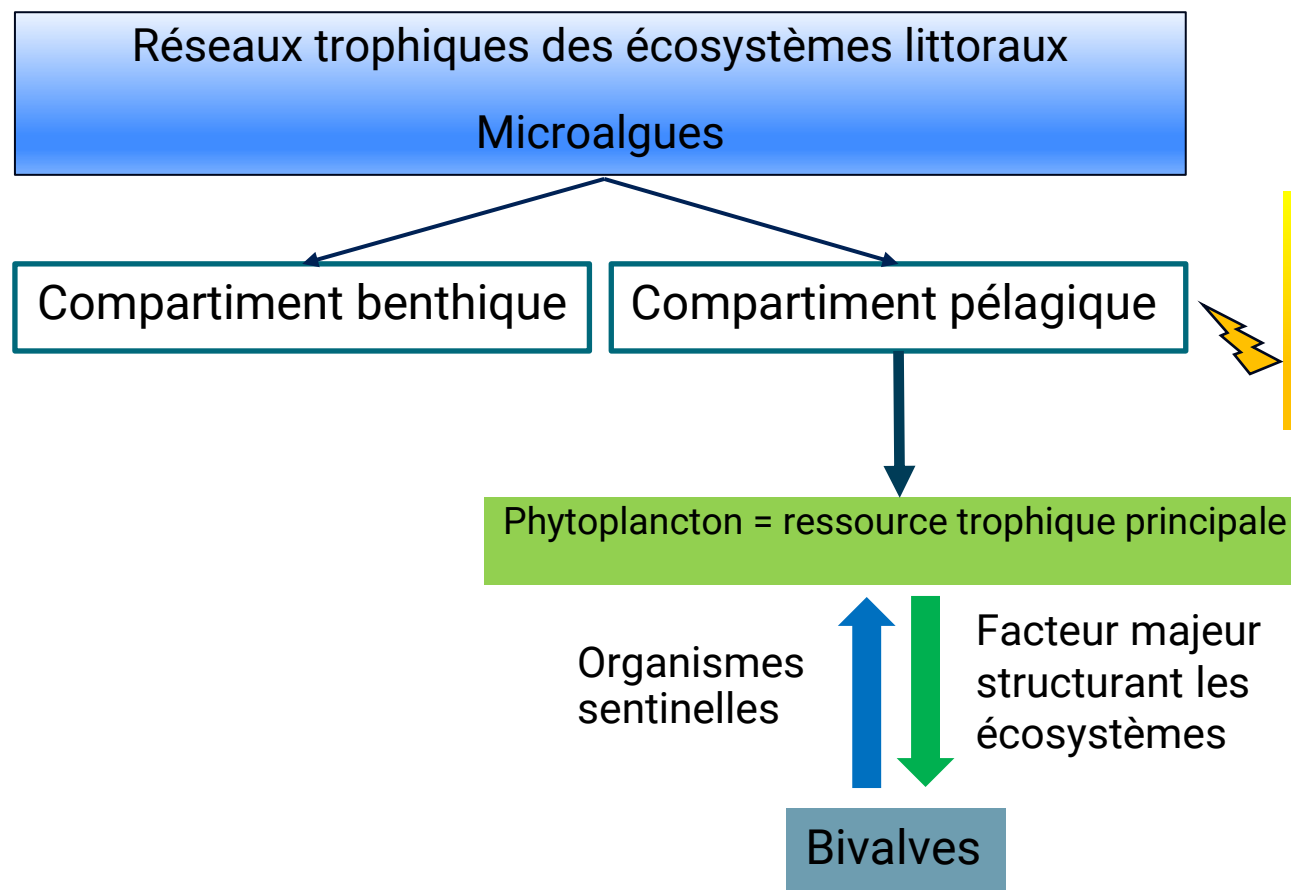 Réseaux trophiques des écosystèmes littoraux
Microalgues
Compartiment benthique
Compartiment pélagique
Phytoplancton = ressource trophique principale
Organismes
sentinelles
Facteur majeur
structurant les
écosystèmes
Bivalves